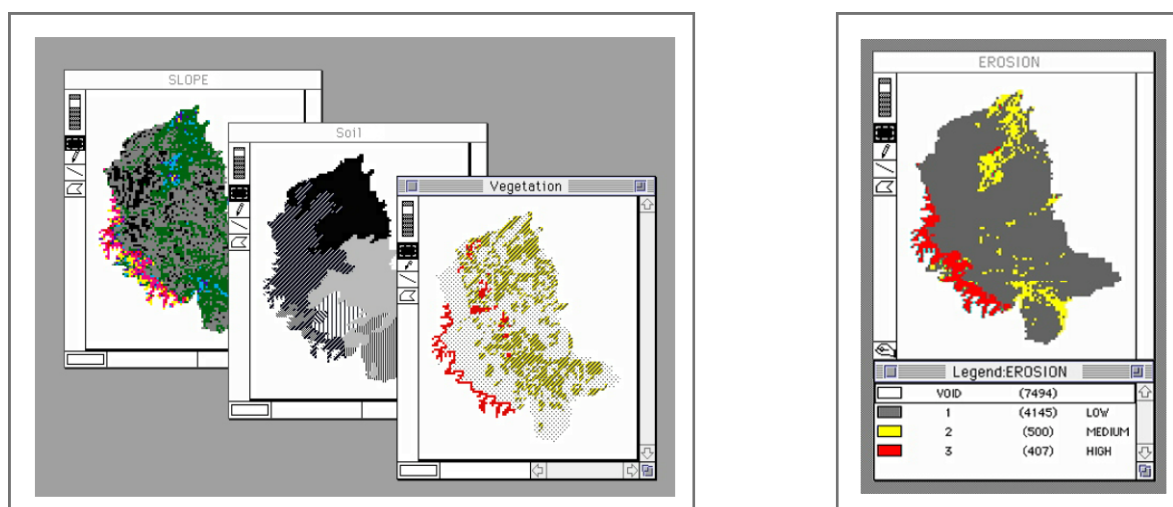 SLOPE
Soil
Vegetation
EROSION
Legend:EROSION
VOID (7494)
1 (4145) LOW
2 (500) MEDIUM
3 (407) HIGH